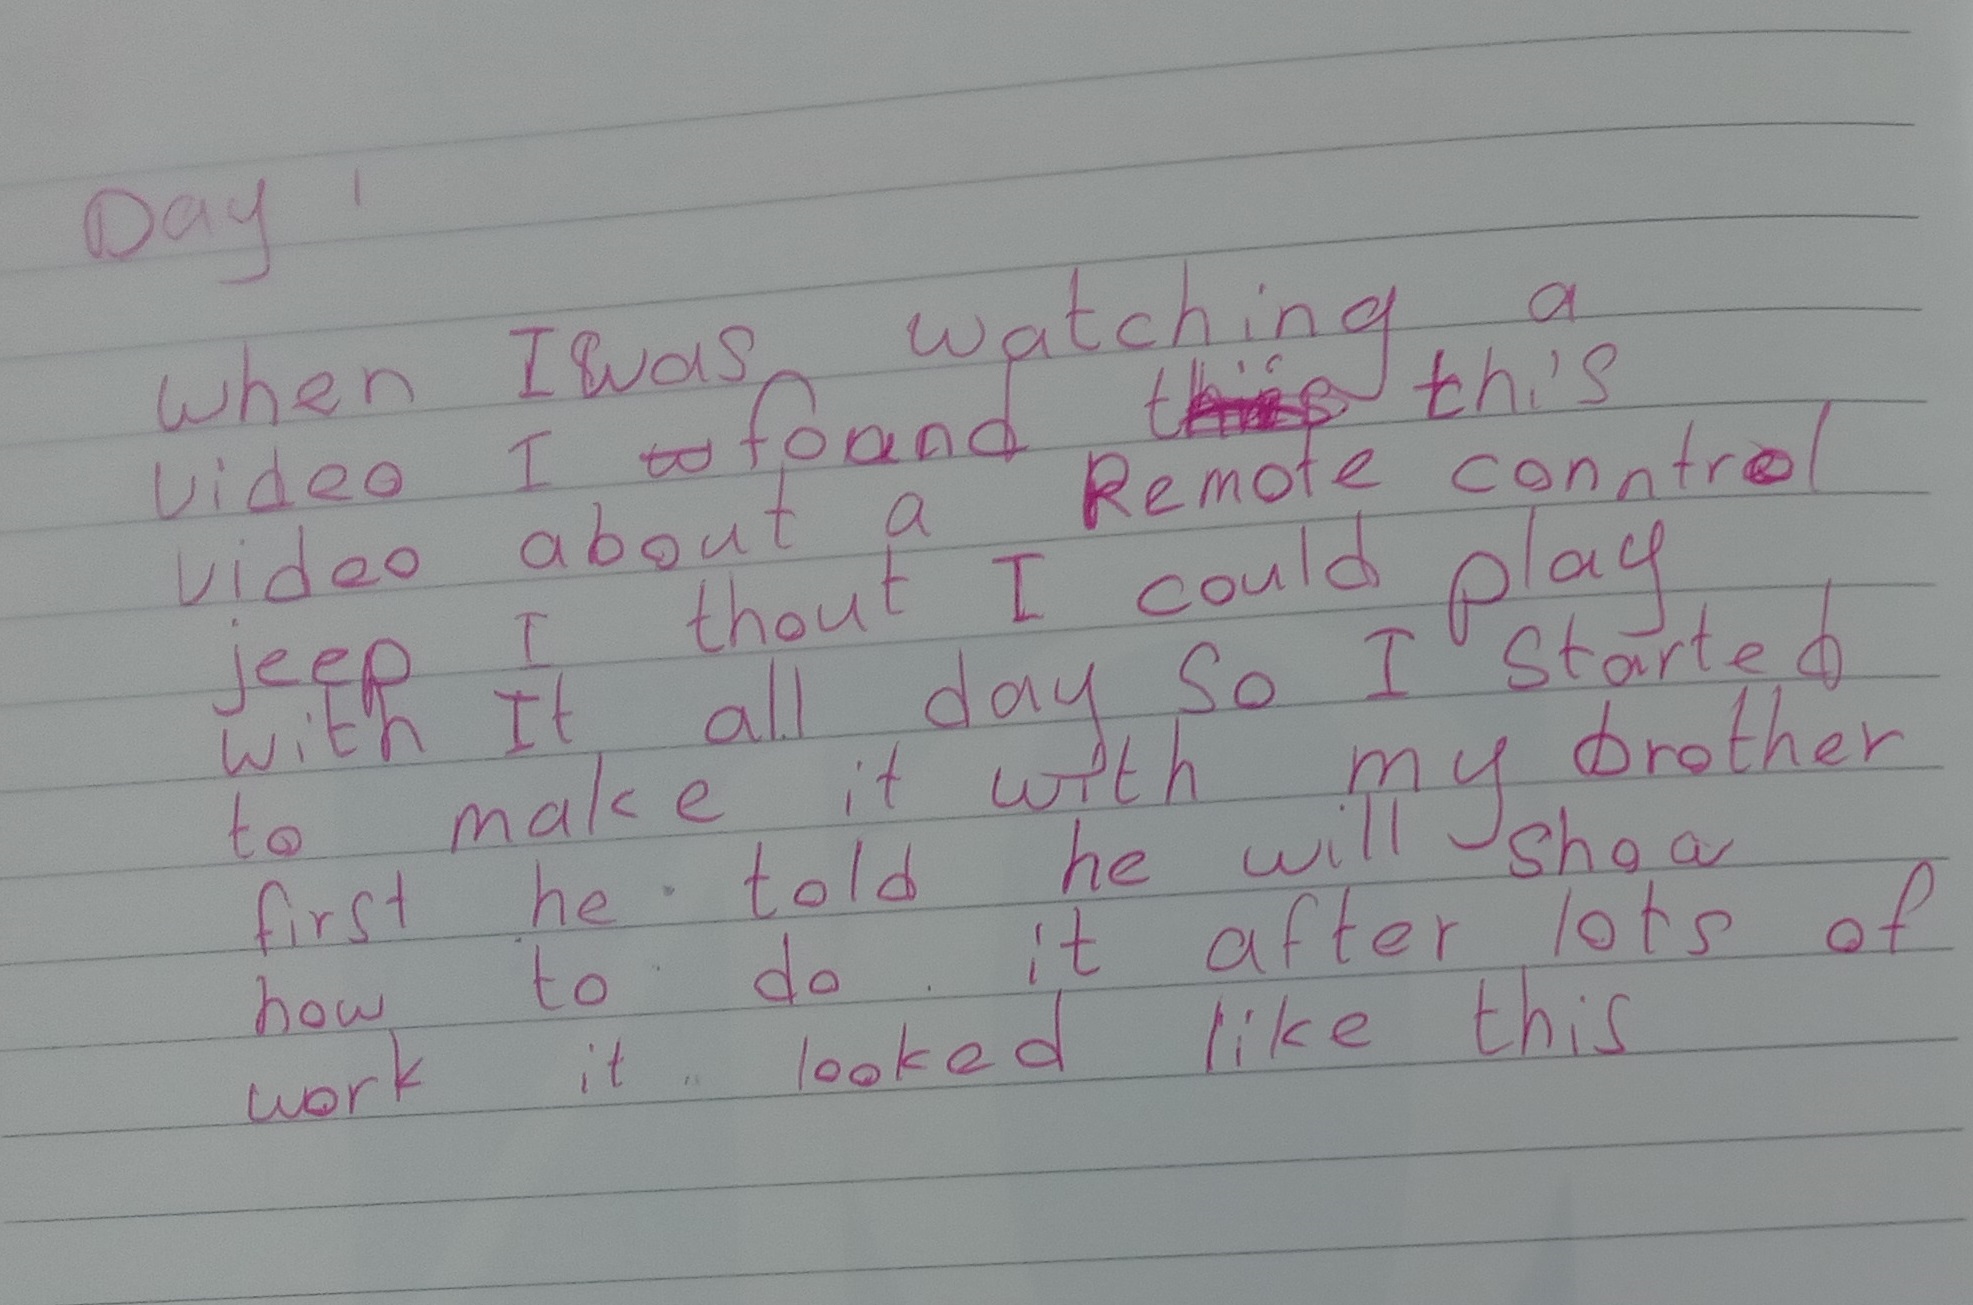 Day 1
when I was watching a
video I found this
video about a Remote conntrol
jeep I thout I could play
with It all day So I Started
to make it with my brother
first he told he will shoa
how to do it after lots of
work it looked like this